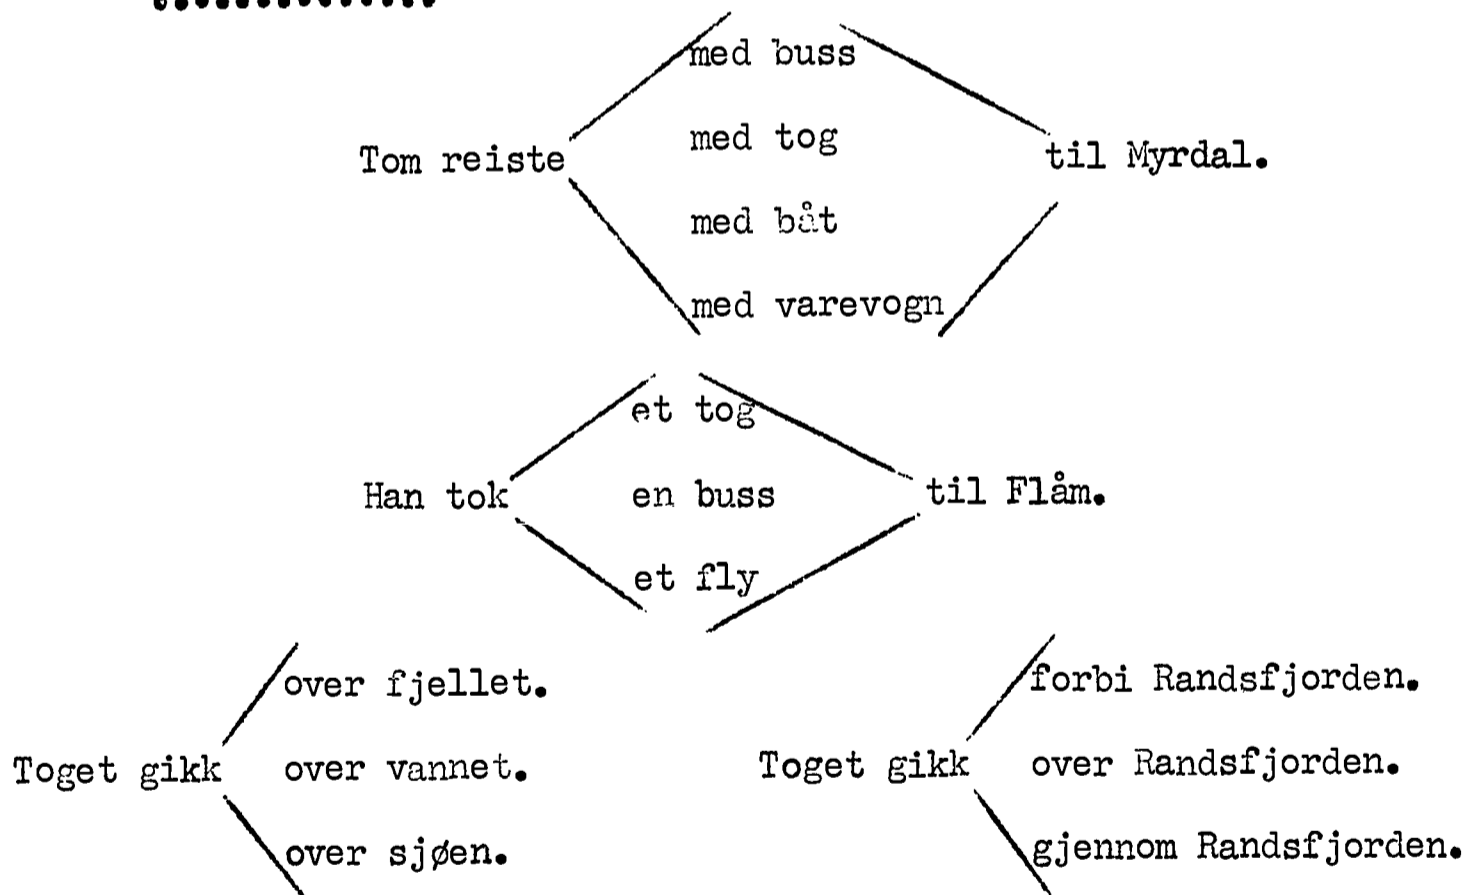 med buss
med tog
Tom reiste
til Myrdal.
med båt
med varevogn
et tog
Han tok
en buss
til Flåm.
et fly
over fjellet.
Toget gikk
over vannet.
over sjøen.
forbi Randsfjorden.
Toget gikk
over Randsfjorden.
gjennom Randsfjorden.